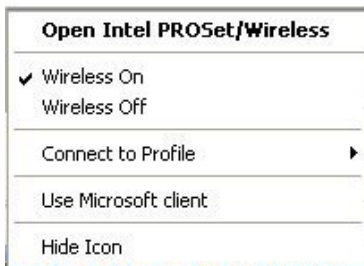 Open Intel PROSet/Wireless
Wireless On
Wireless Off
Connect to Profile
Use Microsoft client
Hide Icon